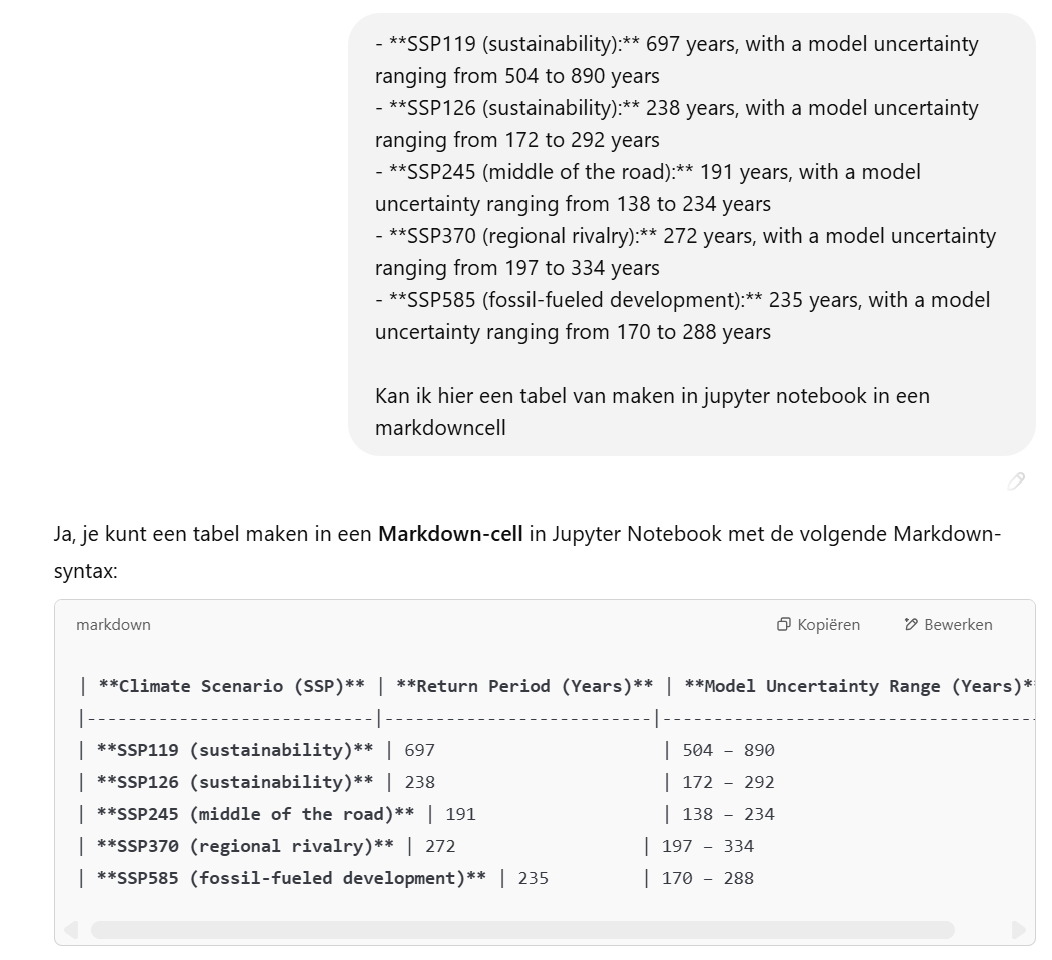 - **SSP119 (sustainability):** 697 years, with a model uncertainty
ranging from 504 to 890 years
- **SSP126 (sustainability):** 238 years, with a model uncertainty
ranging from 172 to 292 years
- **SSP245 (middle of the road):** 191 years, with a model
uncertainty ranging from 138 to 234 years
- **SSP370 (regional rivalry):** 272 years, with a model uncertainty
ranging from 197 to 334 years
- **SSP585 (fossil-fueled development):** 235 years, with a model
uncertainty ranging from 170 to 288 years
Kan ik hier een tabel van maken in jupyter notebook in een
markdowncell
Ja, je kunt een tabel maken in een Markdown-cell in Jupyter Notebook met de volgende Markdown-
syntax:
markdown Kopiëren Bewerken
| **Climate Scenario (SSP)** | **Return Period (Years)** | **Model Uncertainty Range (Years)*
|----------------------------|--------------------------|------------------------------------
| **SSP119 (sustainability)** | 697 | 504 – 890
| **SSP126 (sustainability)** | 238 | 172 – 292
| **SSP245 (middle of the road)** | 191 | 138 – 234
| **SSP370 (regional rivalry)** | 272 | 197 – 334
| **SSP585 (fossil-fueled development)** | 235 | 170 – 288